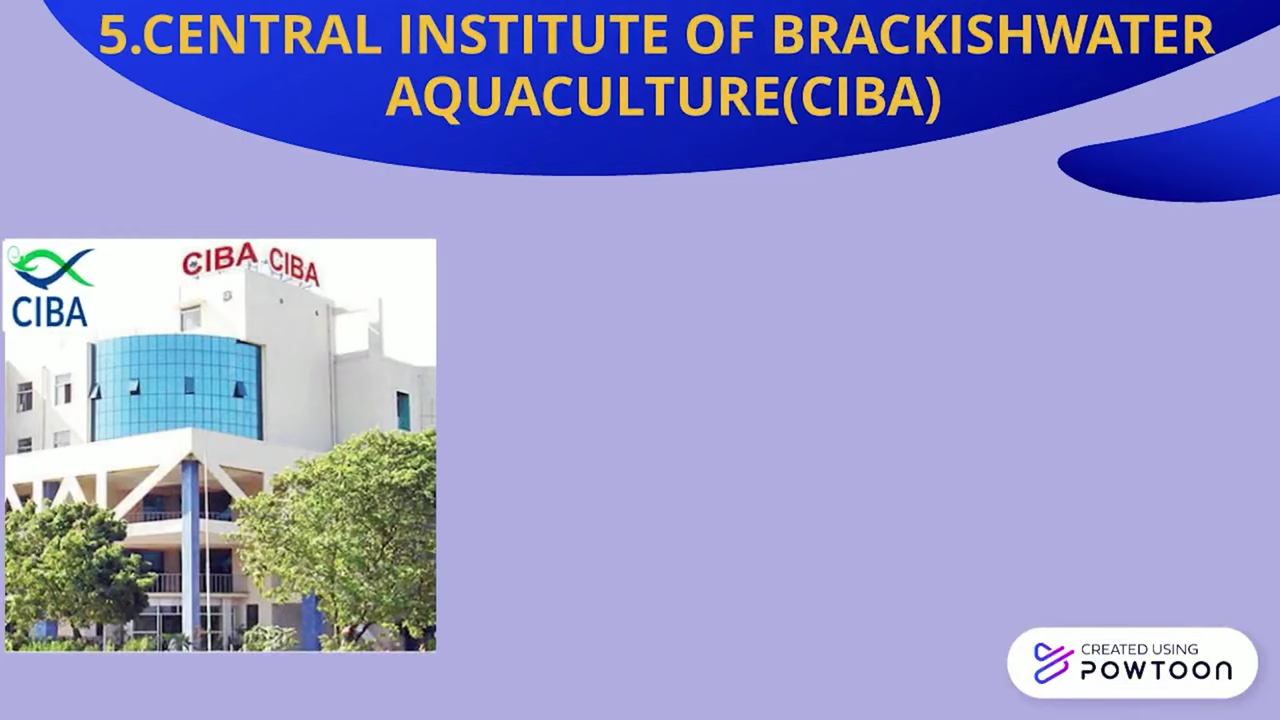 5.CENTRAL INSTITUTE OF BRACKISHWATER
AQUACULTURE(CIBA)
CIBA CIBA
CIBA
CREATED USING
POWTOON